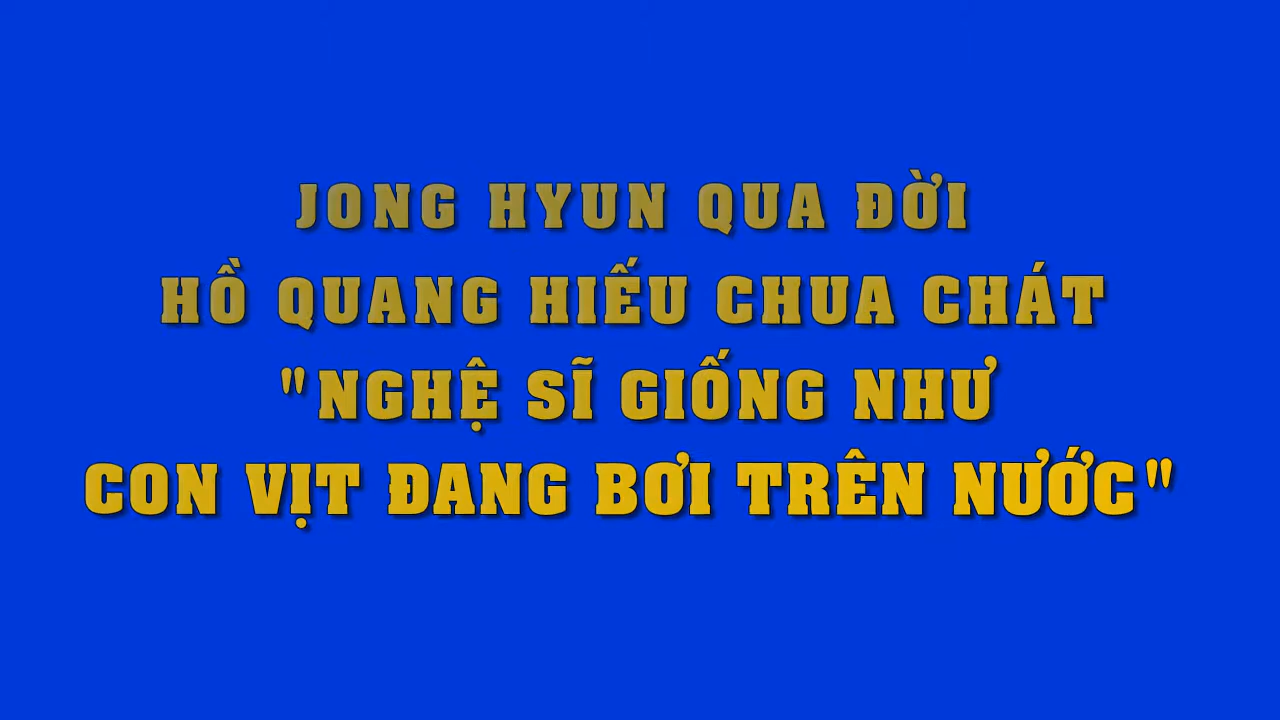 JONG HYUN QUA ĐỜI
HỒ QUANG HIẾU CHUA CHÁT
"NGHỆ SĨ GIỐNG NHƯ
CON VỊT ĐANG BƠI TRÊN NƯỚC"